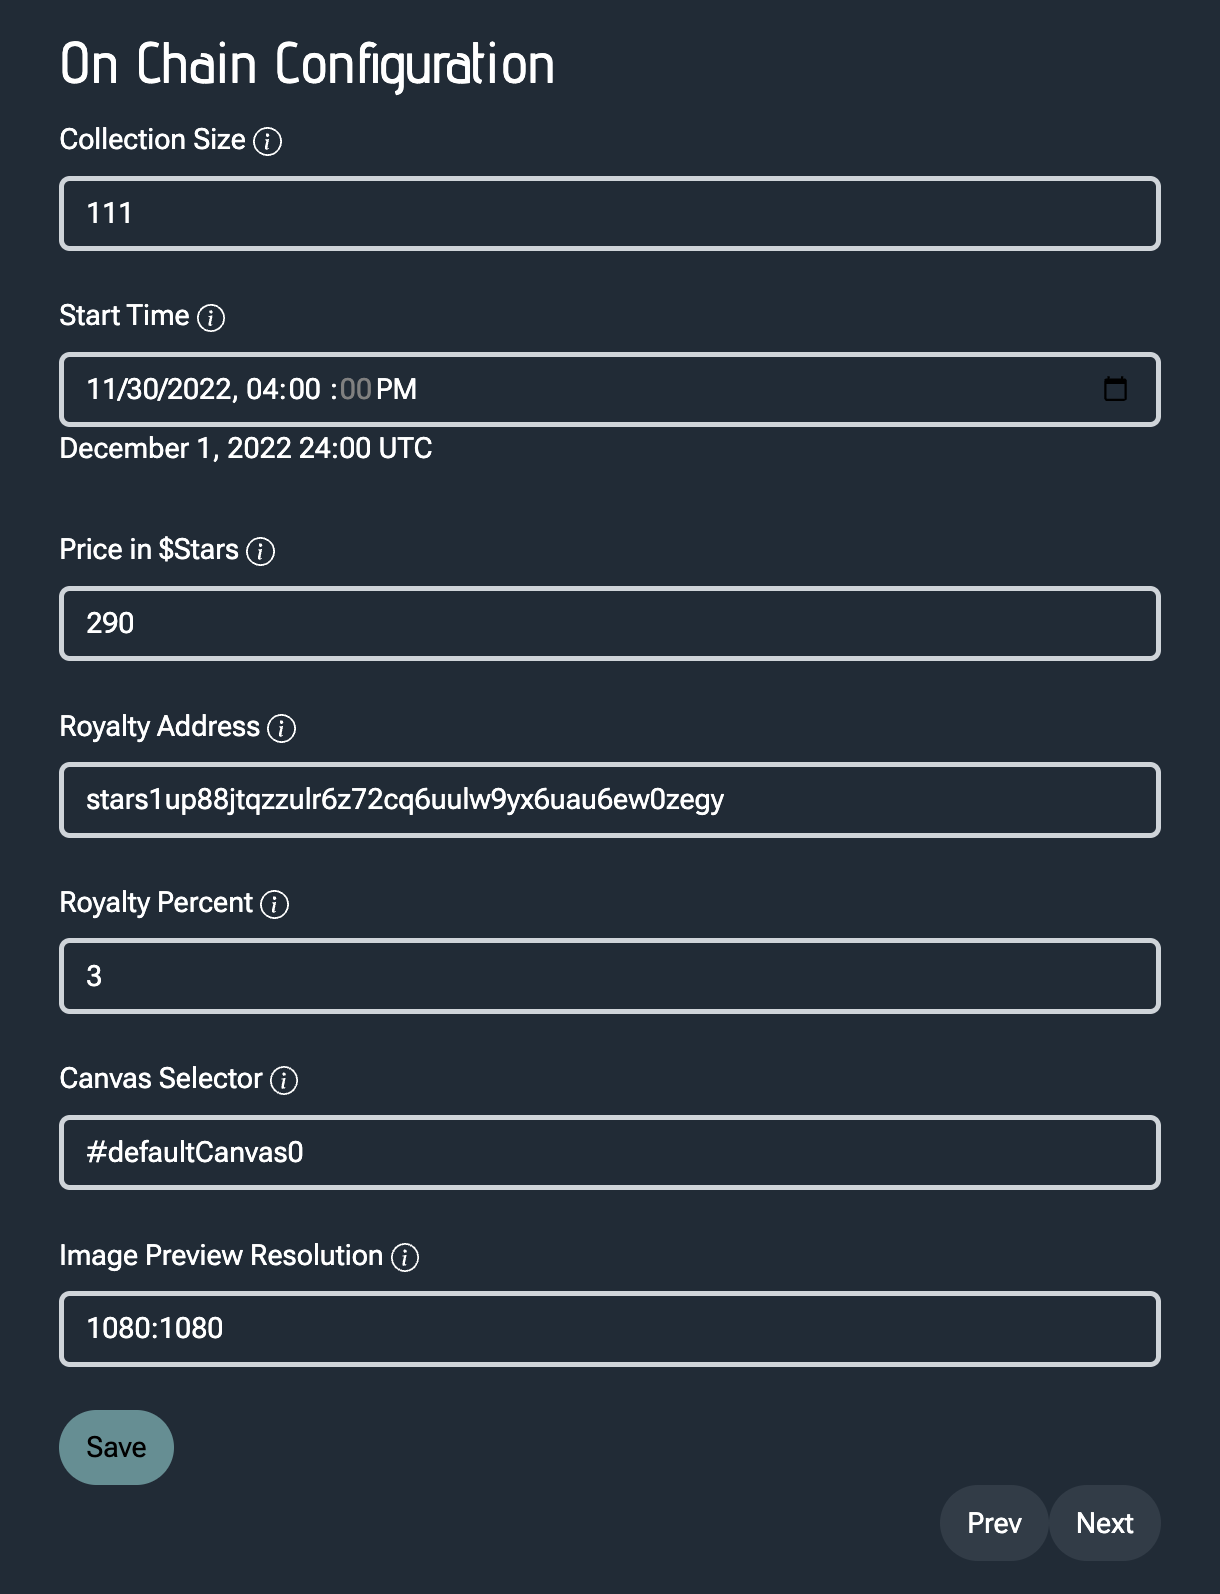 On Chain Configuration
Collection Size
111
Start Time
11/30/2022, 04:00 :00 PM
December 1, 2022 24:00 UTC
Price in $Stars
290
Royalty Address
stars1up88jtqzzulr6z72cq6uulw9yx6uau6ew0zegy
Royalty Percent
3
Canvas Selector
#defaultCanvas0
Image Preview Resolution
1080:1080
Save
Prev Next